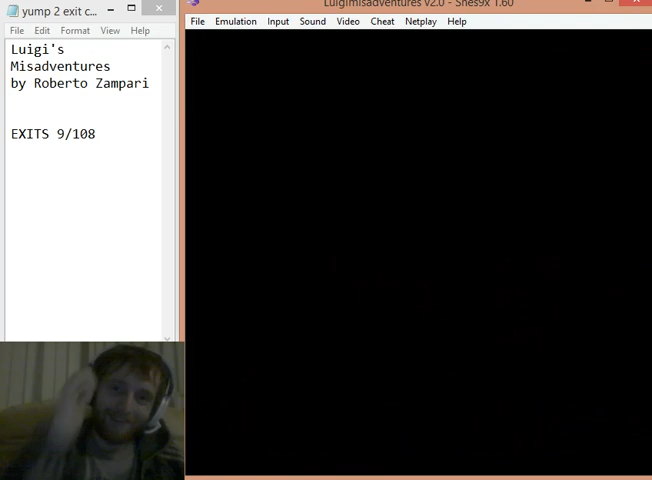 yump 2 exit c...
File Edit Format View Help
Luigi's
Misadventures
by Roberto Zampari
EXITS 9/108
Luigimisadventures v2.0 - Snes9x 1.60
File Emulation Input Sound Video Cheat Netplay Help